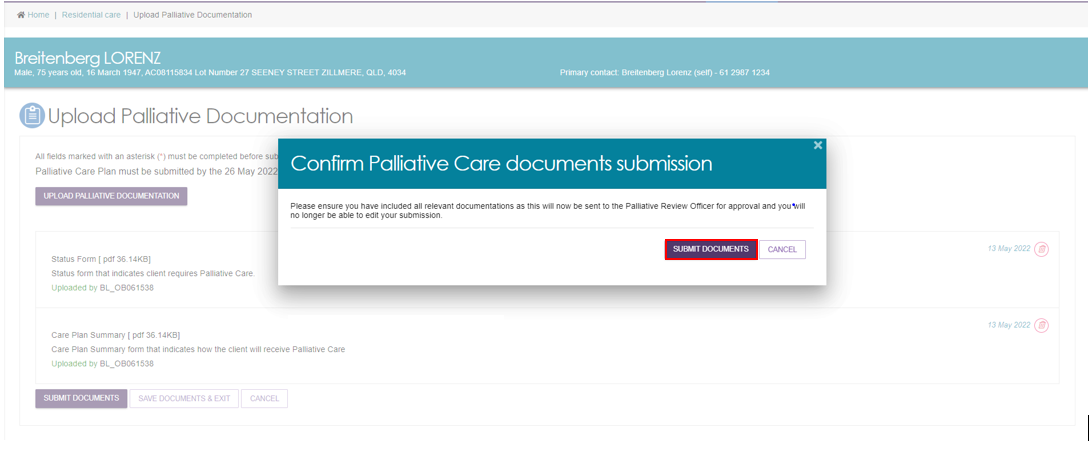 Home | Residential care | Upload Palliative Documentation
Breitenberg LORENZ
Male, 75 years old, 16 March 1947, AC08115834 Lot Number 27 SEENEY STREET ZILLMERE, QLD, 4034
Primary contact: Breitenberg Lorenz (self) - 61 2987 1234
Upload Palliative Documentation
All fields marked with an asterisk (*) must be completed before
Palliative Care Plan must be submitted by the 26 May 2022
UPLOAD PALLIATIVE DOCUMENTATION
Confirm Palliative Care documents submission
Please ensure you have included all relevant documentations as this will now be sent to the Palliative Review Officer for approval and you will
no longer be able to edit your submission.
SUBMIT DOCUMENTS
CANCEL
13 May 2022
Status Form [ pdf 36.14KB]
Status form that indicates client requires Palliative Care
Uploaded by BL_OB061538
13 May 2022
Care Plan Summary [ pdf 36.14KB]
Care Plan Summary form that indicates how the client will receive Palliative Care
Uploaded by BL_OB061538
SUBMIT DOCUMENTS
SAVE DOCUMENTS & EXIT
CANCEL